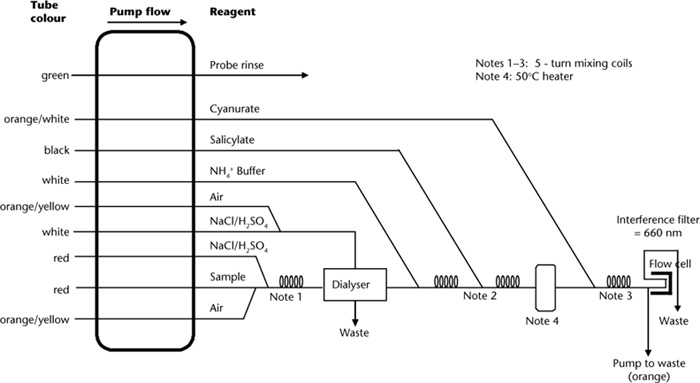 Tube
colour
Pump flow
Reagent
green
Probe rinse
Notes 1–3: 5 - turn mixing coils
Note 4: 50°C heater
orange/white
Cyanurate
black
Salicylate
white
NH₄⁺ Buffer
orange/yellow
Air
white
NaCl/H₂SO₄
Interference filter
= 660 nm
red
NaCl/H₂SO₄
Flow cell
red
Sample
Note 1
Dialyser
Note 2
Note 3
orange/yellow
Air
Waste
Note 4
Waste
Pump to waste
(orange)